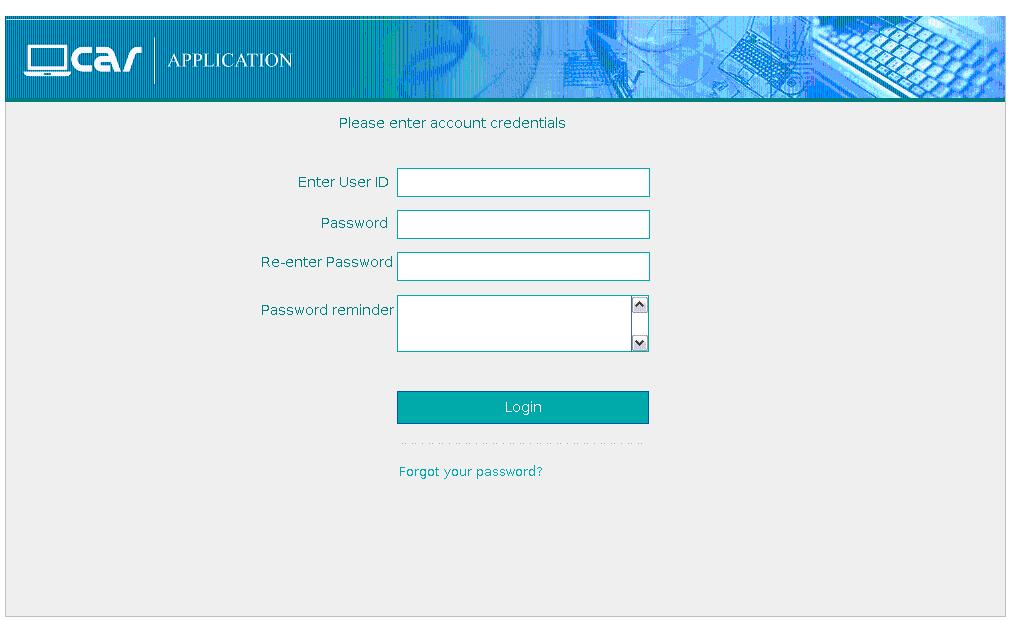 car APPLICATION
Please enter account credentials
Enter User ID
Password
Re-enter Password
Password reminder
Login
Forgot your password?